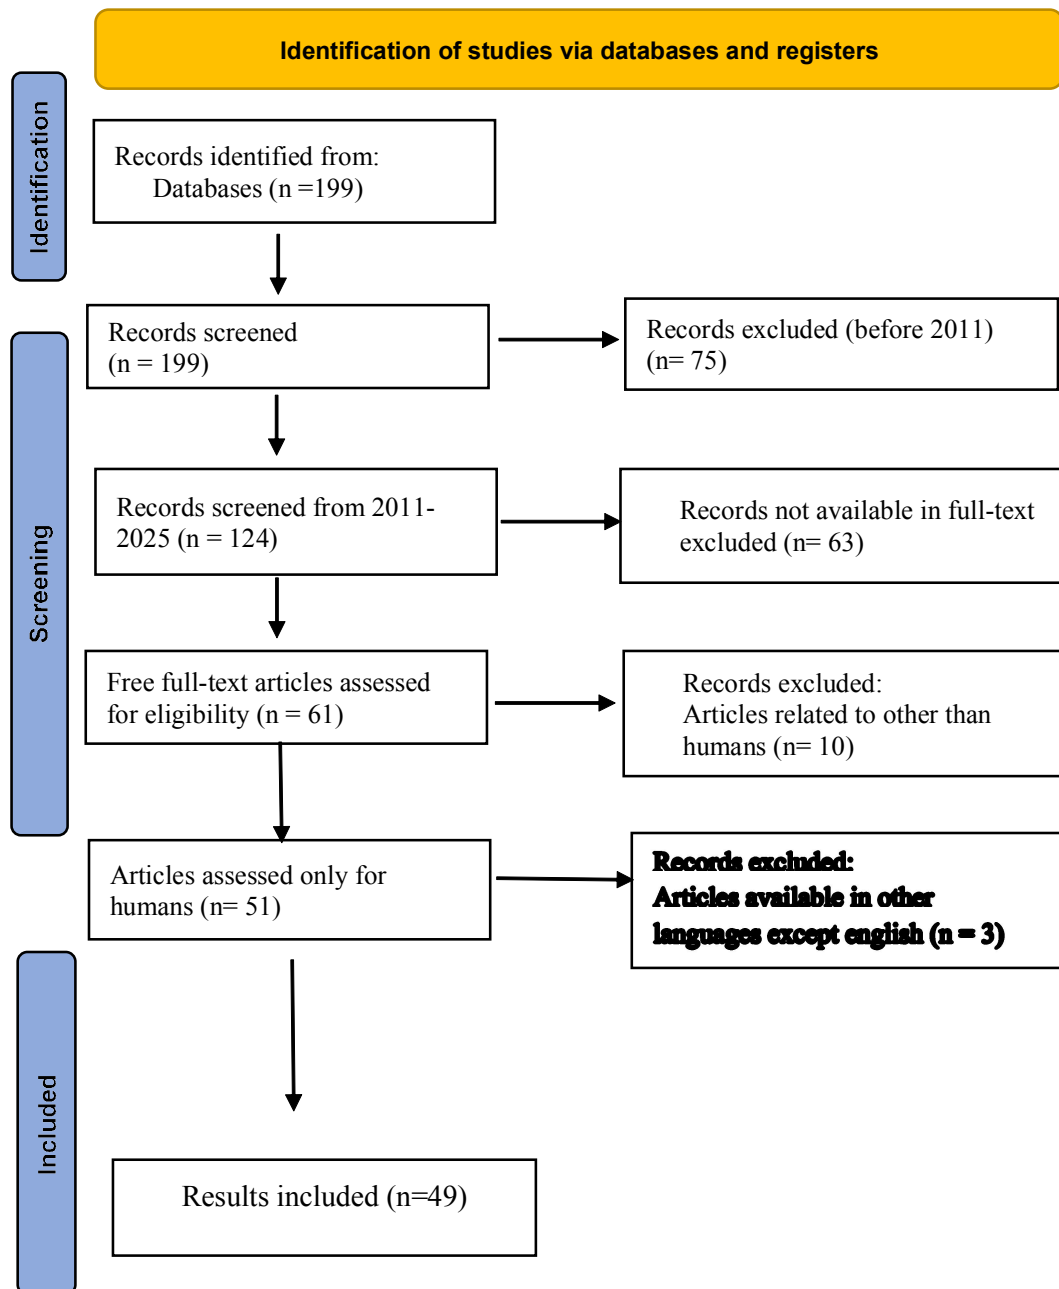 Identification of studies via databases and registers
Identification
Records identified from:
Databases (n =199)
Screening
Records screened
(n = 199)
Records excluded (before 2011)
(n= 75)
Records screened from 2011-
2025 (n = 124)
Records not available in full-text
excluded (n= 63)
Free full-text articles assessed
for eligibility (n = 61)
Records excluded:
Articles related to other than
humans (n= 10)
Articles assessed only for
humans (n= 51)
Records excluded:
Articles available in other
languages except english (n = 3)
Included
Results included (n=49)